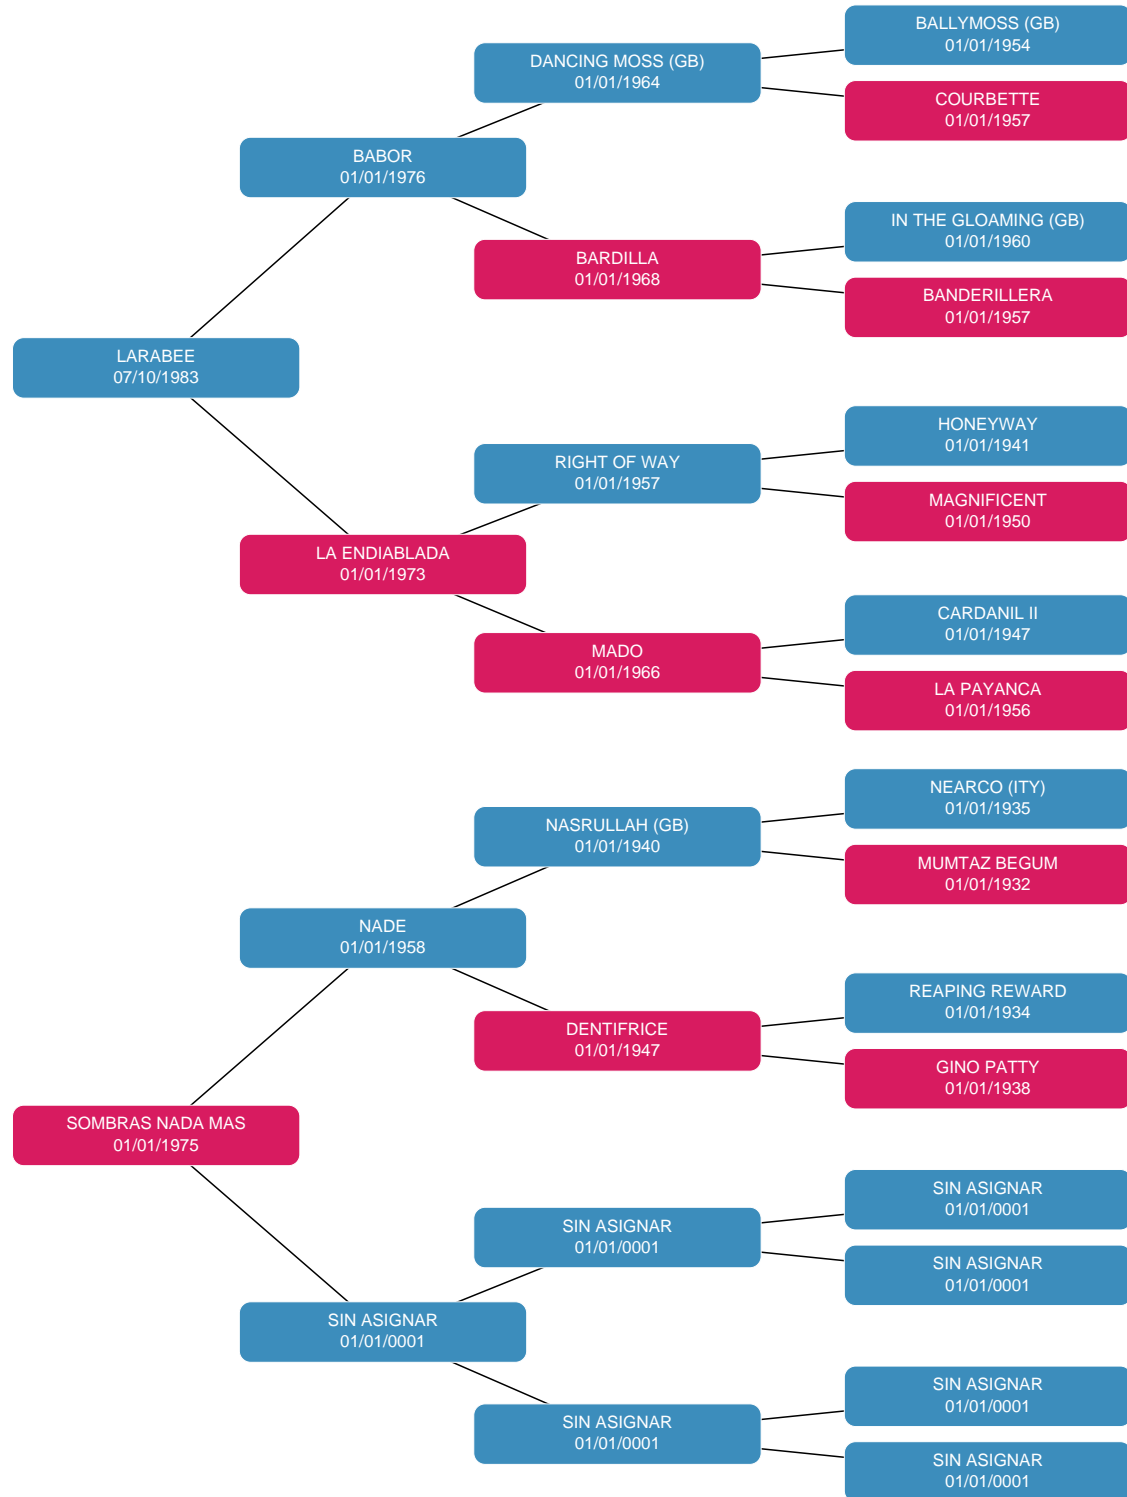 BALLYMOSS (GB)
01/01/1954
DANCING MOSS (GB)
01/01/1964
COURBETTE
01/01/1957
BABOR
01/01/1976
IN THE GLOAMING (GB)
01/01/1960
BARDILLA
01/01/1968
BANDERILLERA
01/01/1957
LARABEE
07/10/1983
HONEYWAY
01/01/1941
RIGHT OF WAY
01/01/1957
MAGNIFICENT
01/01/1950
LA ENDIABLADA
01/01/1973
CARDANIL II
01/01/1947
MADO
01/01/1966
LA PAYANCA
01/01/1956
NEARCO (ITY)
01/01/1935
NASRULLAH (GB)
01/01/1940
MUMTAZ BEGUM
01/01/1932
NADE
01/01/1958
REAPING REWARD
01/01/1934
DENTIFRICE
01/01/1947
GINO PATTY
01/01/1938
SOMBRAS NADA MAS
01/01/1975
SIN ASIGNAR
01/01/0001
SIN ASIGNAR
01/01/0001
SIN ASIGNAR
01/01/0001
SIN ASIGNAR
01/01/0001
SIN ASIGNAR
01/01/0001
SIN ASIGNAR
01/01/0001
SIN ASIGNAR
01/01/0001